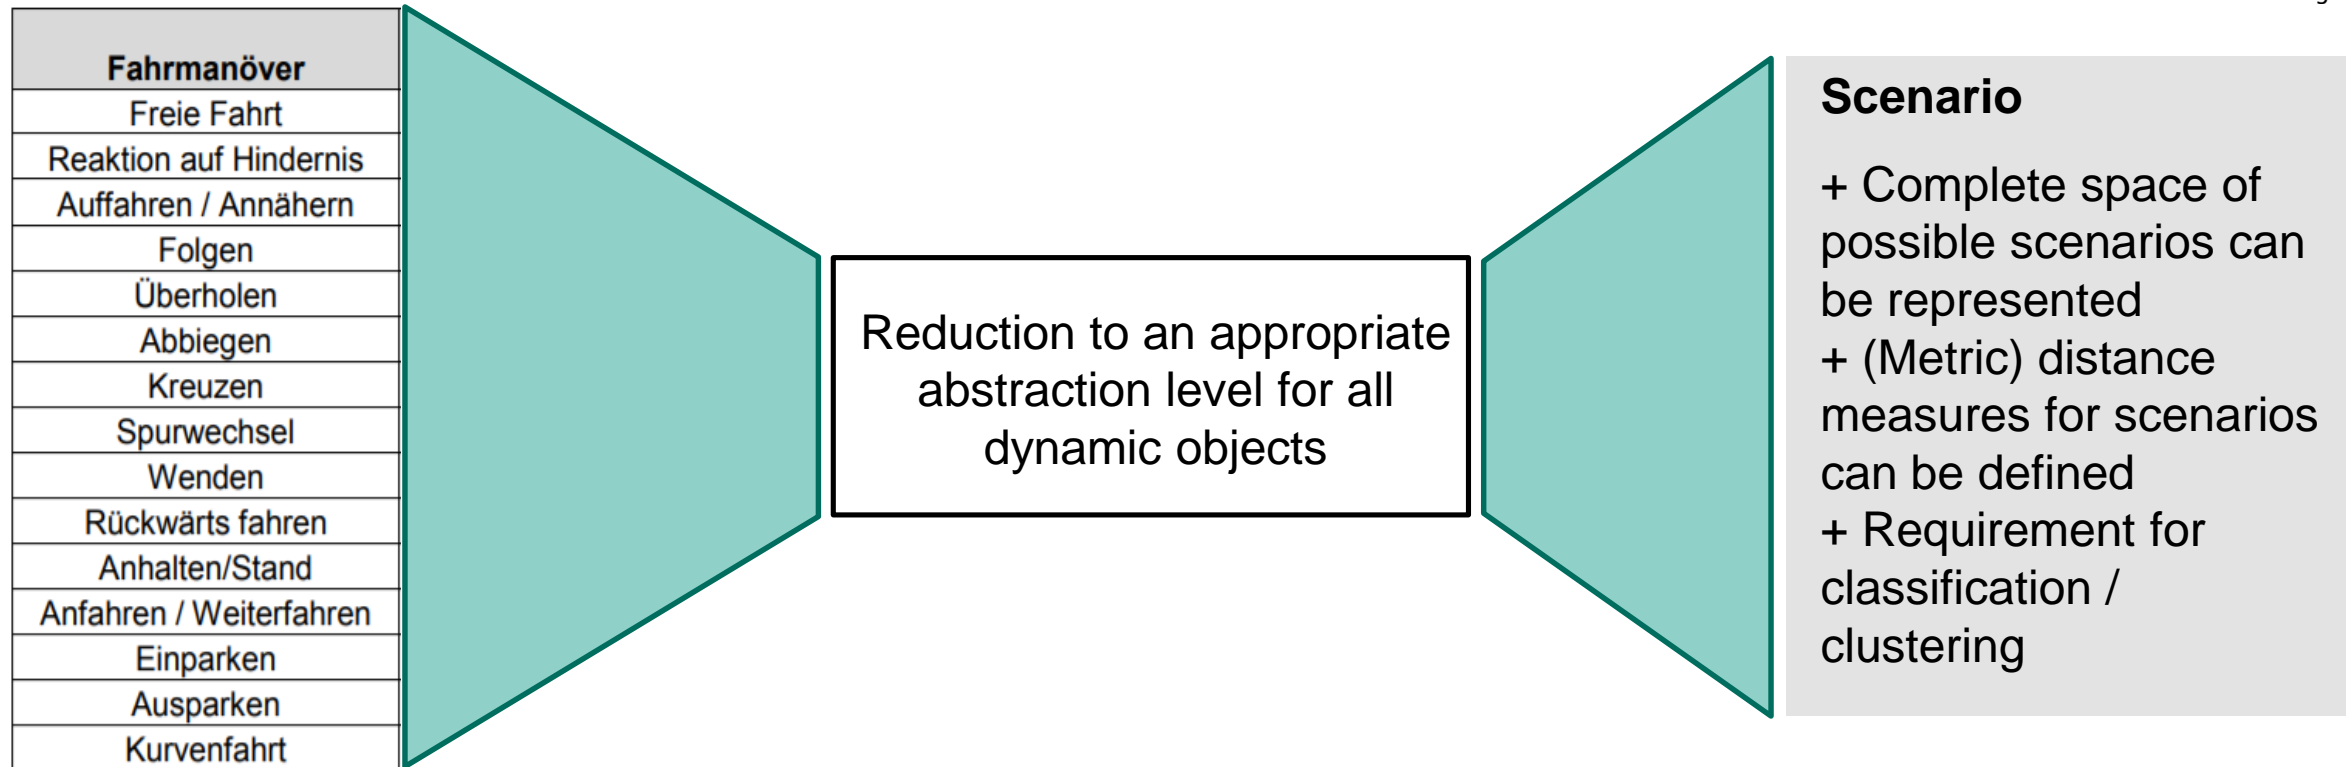 Fahrmanöver
Freie Fahrt
Reaktion auf Hindernis
Auffahren / Annähern
Folgen
Überholen
Abbiegen
Kreuzen
Spurwechsel
Wenden
Rückwärts fahren
Anhalten/Stand
Anfahren / Weiterfahren
Einparken
Ausparken
Kurvenfahrt
Reduction to an appropriate
abstraction level for all
dynamic objects
Scenario
+ Complete space of
possible scenarios can
be represented
+ (Metric) distance
measures for scenarios
can be defined
+ Requirement for
classification /
clustering